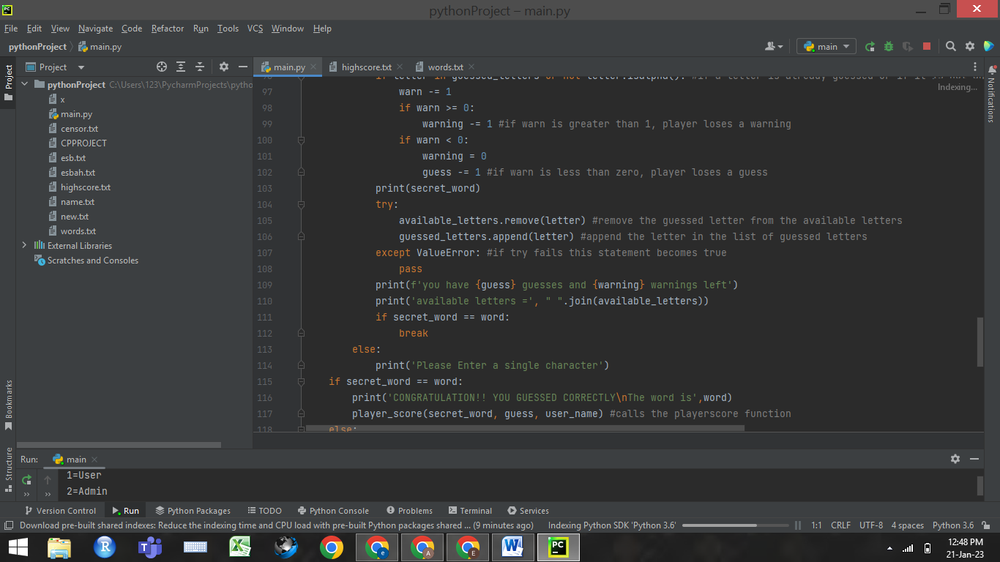 pythonProject – main.py
File Edit View Navigate Code Refactor Run Tools VCS Window Help
pythonProject main.py main
Project
Project
main.py highscore.txt words.txt
pythonProject C:\Users\123\PycharmProjects\pytho
x
main.py
censor.txt
CPPROJECT
esb.txt
esbah.txt
highscore.txt
name.txt
new.txt
words.txt
External Libraries
Scratches and Consoles
if letter in guessed_letters or not letter.isalpha(): #if a letter is already guessed or if it
Indexing...
97 warn -= 1
98 if warn >= 0:
99 warning -= 1 #if warn is greater than 1, player loses a warning
100 if warn < 0:
101 warning = 0
102 guess -= 1 #if warn is less than zero, player loses a guess
103 print(secret_word)
104 try:
105 available_letters.remove(letter) #remove the guessed letter from the available letters
106 guessed_letters.append(letter) #append the letter in the list of guessed letters
107 except ValueError: #if try fails this statement becomes true
108 pass
109 print(f'you have {guess} guesses and {warning} warnings left')
110 print('available letters =', " ".join(available_letters))
111 if secret_word == word:
112 break
113 else:
114 print('Please Enter a single character')
115 if secret_word == word:
116 print('CONGRATULATION!! YOU GUESSED CORRECTLY\nThe word is',word)
117 player_score(secret_word, guess, user_name) #calls the playerscore function
118 else:
Notifications
Bookmarks
Structure
Run: main
1=User
2=Admin
Version Control Run Python Packages TODO Python Console Problems Terminal Services
Download pre-built shared indexes: Reduce the indexing time and CPU load with pre-built Python packages shared ... (9 minutes ago) Indexing Python SDK 'Python 3.6' 1:1 CRLF UTF-8 4 spaces Python 3.6
12:48 PM
21-Jan-23